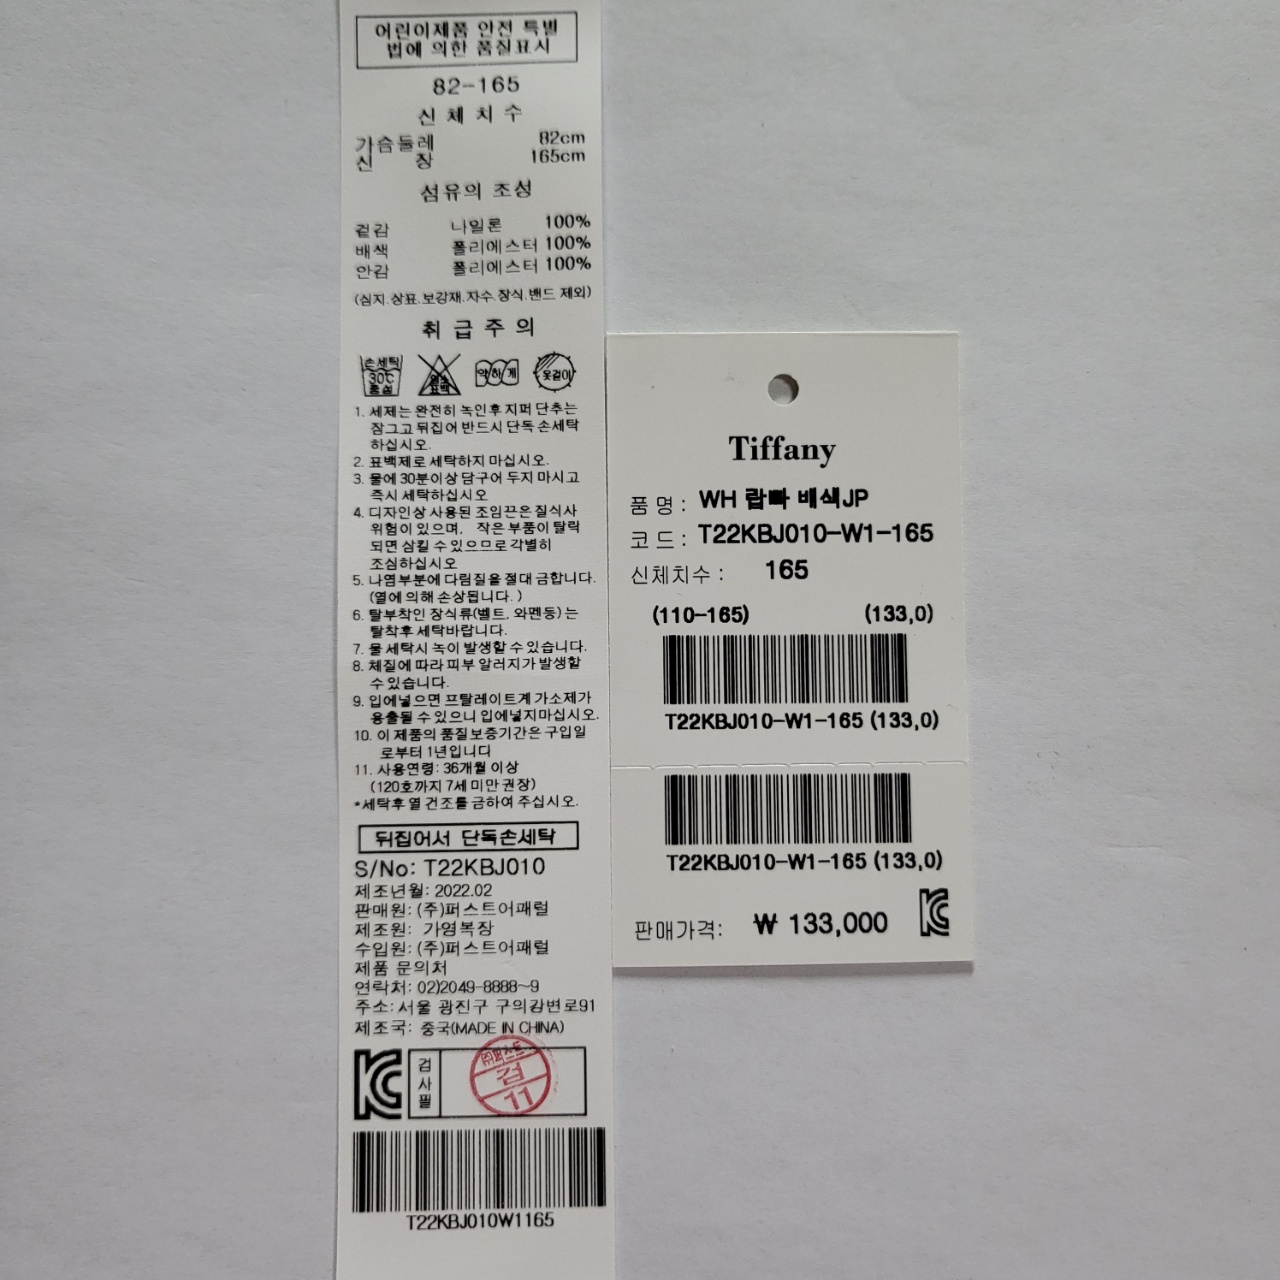 어린이제품 안전 특별
법에 의한 품질표시
82-165
신체치수
가슴둘레 82cm
신 장 165cm
섬유의 조성
겉감 나일론 100%
배색 폴리에스터 100%
안감 폴리에스터 100%
(심지.상표.보강재.자수.장식.밴드 제외)
취급주의
손세탁 30℃ 중성
염소 표백
약하게
옷걸이
1. 세제는 완전히 녹인후 지퍼 단추는
잠그고 뒤집어 반드시 단독 손세탁
하십시오.
2. 표백제로 세탁하지 마십시오.
3. 물에 30분이상 담구어 두지 마시고
즉시 세탁하십시오
4. 디자인상 사용된 조임끈은 질식사
위험이 있으며, 작은 부품이 탈락
되면 삼킬 수 있으므로 각별히
조심하십시오
5. 나염부분에 다림질을 절대 금합니다.
(열에 의해 손상됩니다.)
6. 탈부착인 장식류(벨트, 와펜등) 는
탈착후 세탁바랍니다.
7. 물 세탁시 녹이 발생할 수 있습니다.
8. 체질에 따라 피부 알러지가 발생할
수 있습니다.
9. 입에넣으면 프탈레이트계 가소제가
용출될 수 있으니 입에넣지마십시오.
10. 이 제품의 품질보증기간은 구입일
로부터 1년입니다
11. 사용연령: 36개월 이상
(120호까지 7세 미만 권장)
*세탁후 열 건조를 금하여 주십시오.
뒤집어서 단독손세탁
S/No: T22KBJ010
제조년월: 2022.02
판매원: (주)퍼스트어패럴
제조원: 가영복장
수입원: (주)퍼스트어패럴
제품 문의처
연락처: 02)2049-8888~9
주소: 서울 광진구 구의강변로91
제조국: 중국(MADE IN CHINA)
KC 검사필
㈜퍼스트
검
11
T22KBJ010W1165
Tiffany
품 명 : WH 랍빠 배색JP
코 드 : T22KBJ010-W1-165
신체치수 : 165
(110-165) (133,0)
T22KBJ010-W1-165 (133,0)
T22KBJ010-W1-165 (133,0)
판매가격: ₩ 133,000 KC